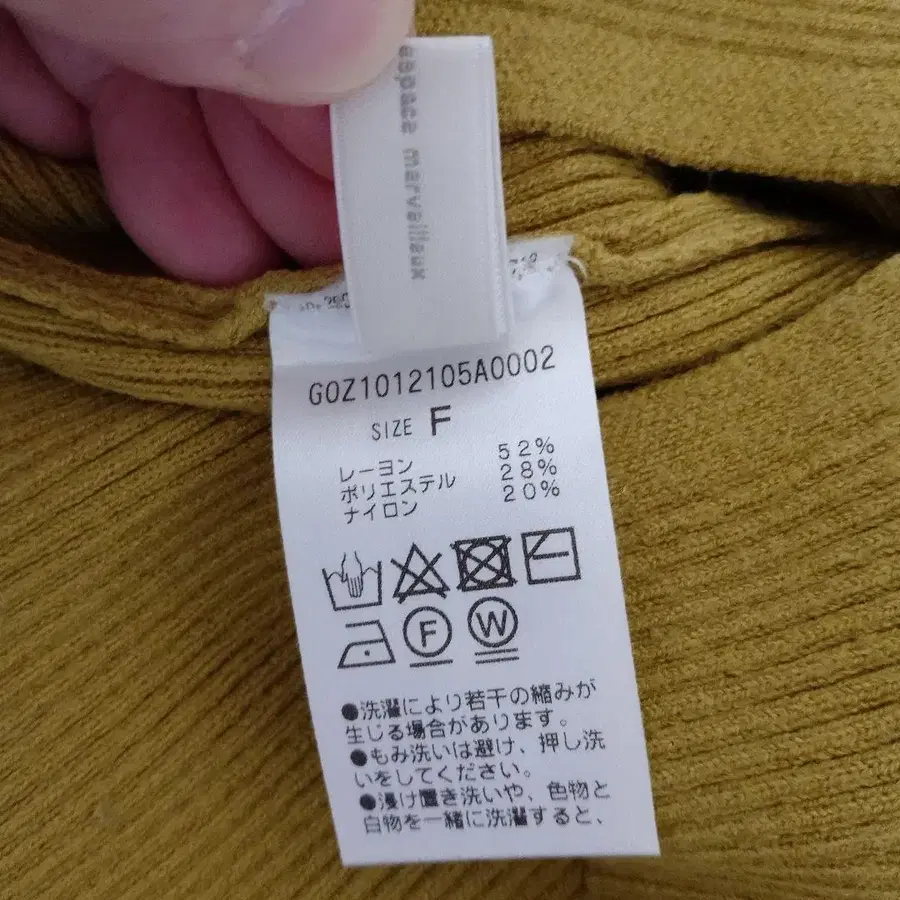 espace marvaillaux
G0Z1012105A0002
SIZE F
レーヨン 52%
ポリエステル 28%
ナイロン 20%
F W
●洗濯により若干の縮みが
生じる場合があります。
●もみ洗いは避け、押し洗
いをしてください。
●浸け置き洗いや、色物と
白物を一緒に洗濯すると、